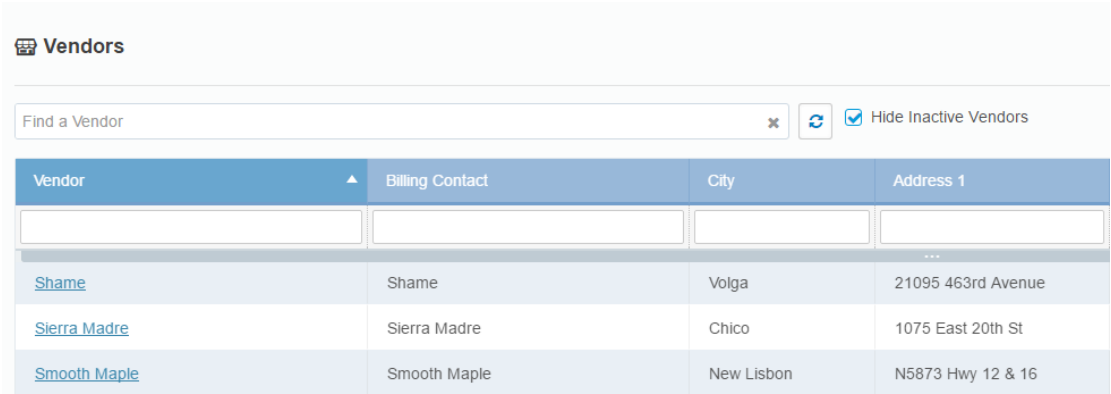 Vendors
Find a Vendor
Hide Inactive Vendors
Vendor Billing Contact City Address 1
Shame Shame Volga 21095 463rd Avenue
Sierra Madre Sierra Madre Chico 1075 East 20th St
Smooth Maple Smooth Maple New Lisbon N5873 Hwy 12 & 16